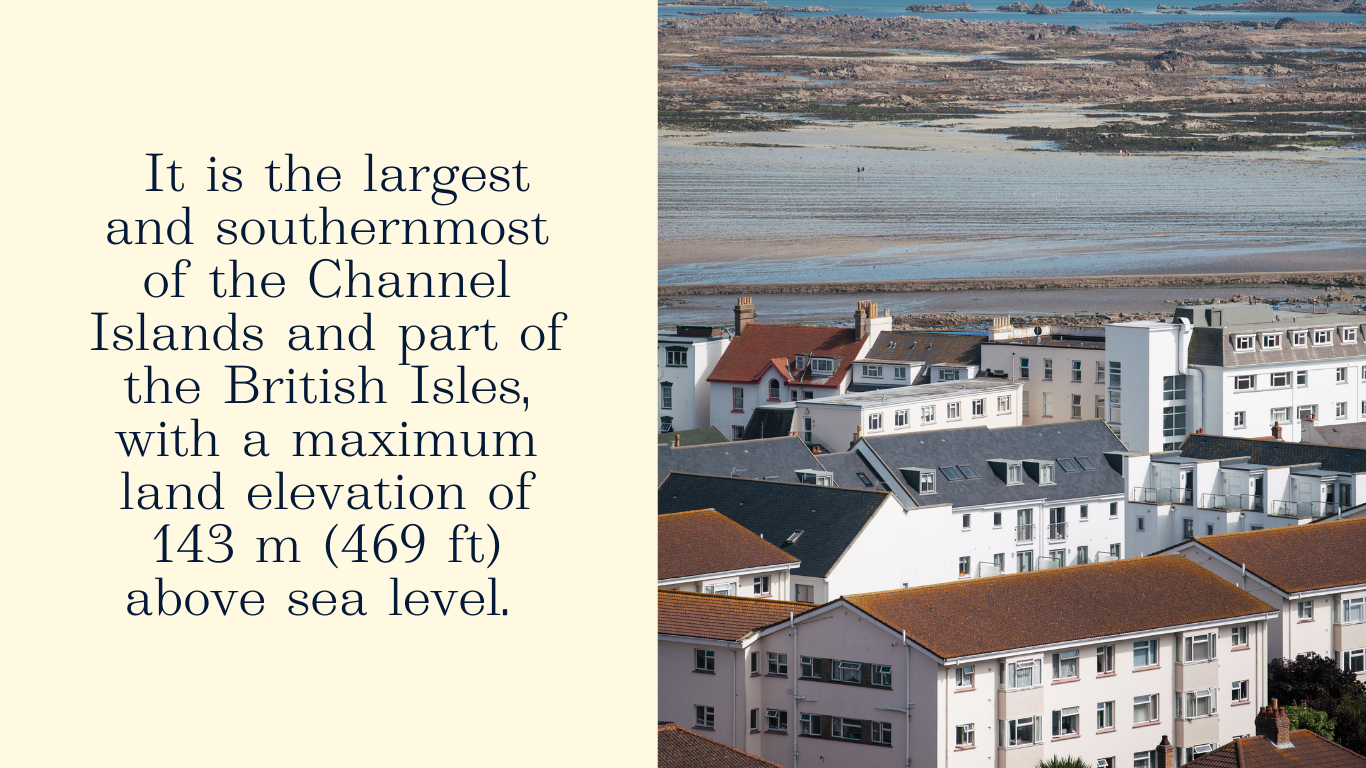 It is the largest
and southernmost
of the Channel
Islands and part of
the British Isles,
with a maximum
land elevation of
143 m (469 ft)
above sea level.